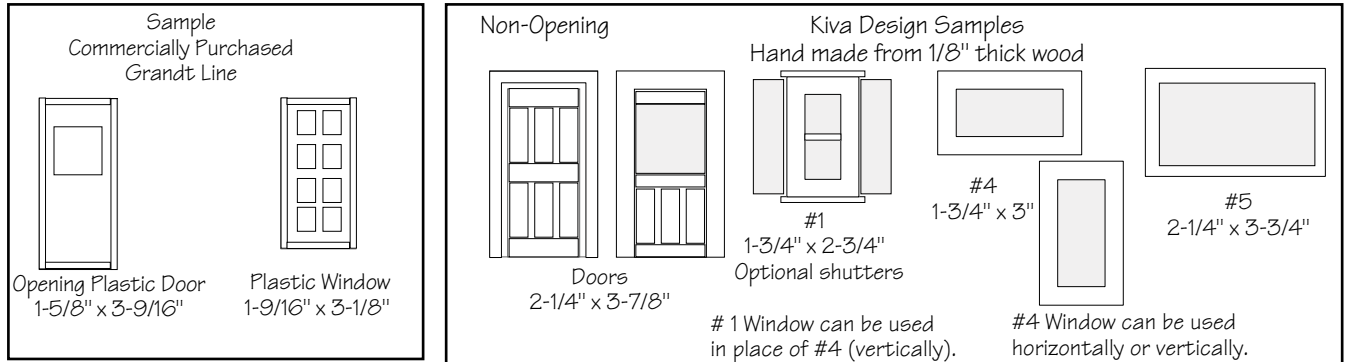 Sample
Commercially Purchased
Grandt Line
Opening Plastic Door
1-5/8" x 3-9/16"
Plastic Window
1-9/16" x 3-1/8"
Non-Opening
Kiva Design Samples
Hand made from 1/8" thick wood
Doors
2-1/4" x 3-7/8"
#1
1-3/4" x 2-3/4"
Optional shutters
#4
1-3/4" x 3"
#5
2-1/4" x 3-3/4"
# 1 Window can be used
in place of #4 (vertically).
#4 Window can be used
horizontally or vertically.